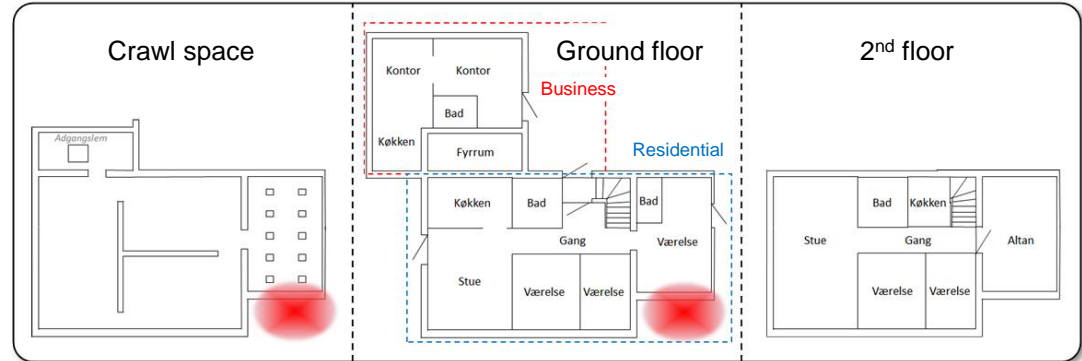 Crawl space
Adgangslem
Ground floor
Kontor
Kontor
Business
Bad
Køkken
Fyrrum
Residential
Køkken
Bad
Bad
Gang
Værelse
Stue
Værelse
Værelse
2nd floor
Bad
Køkken
Stue
Gang
Altan
Værelse
Værelse